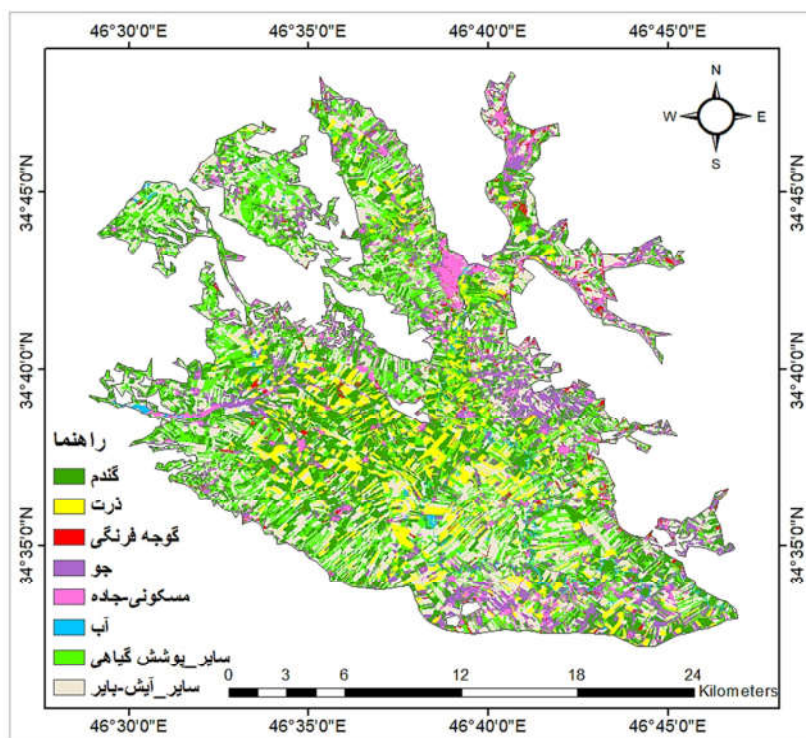 46°30'0"E 46°35'0"E 46°40'0"E 46°45'0"E
N
W E
S
34°45'0"N 34°45'0"N
34°40'0"N 34°40'0"N
34°35'0"N 34°35'0"N
راهنما
گندم
ذرت
گوجه فرنگی
جو
مسکونی-جاده
آب
سایر_پوشش گیاهی
سایر_آیش-بایر
0 3 6 12 18 24
Kilometers
46°30'0"E 46°35'0"E 46°40'0"E 46°45'0"E